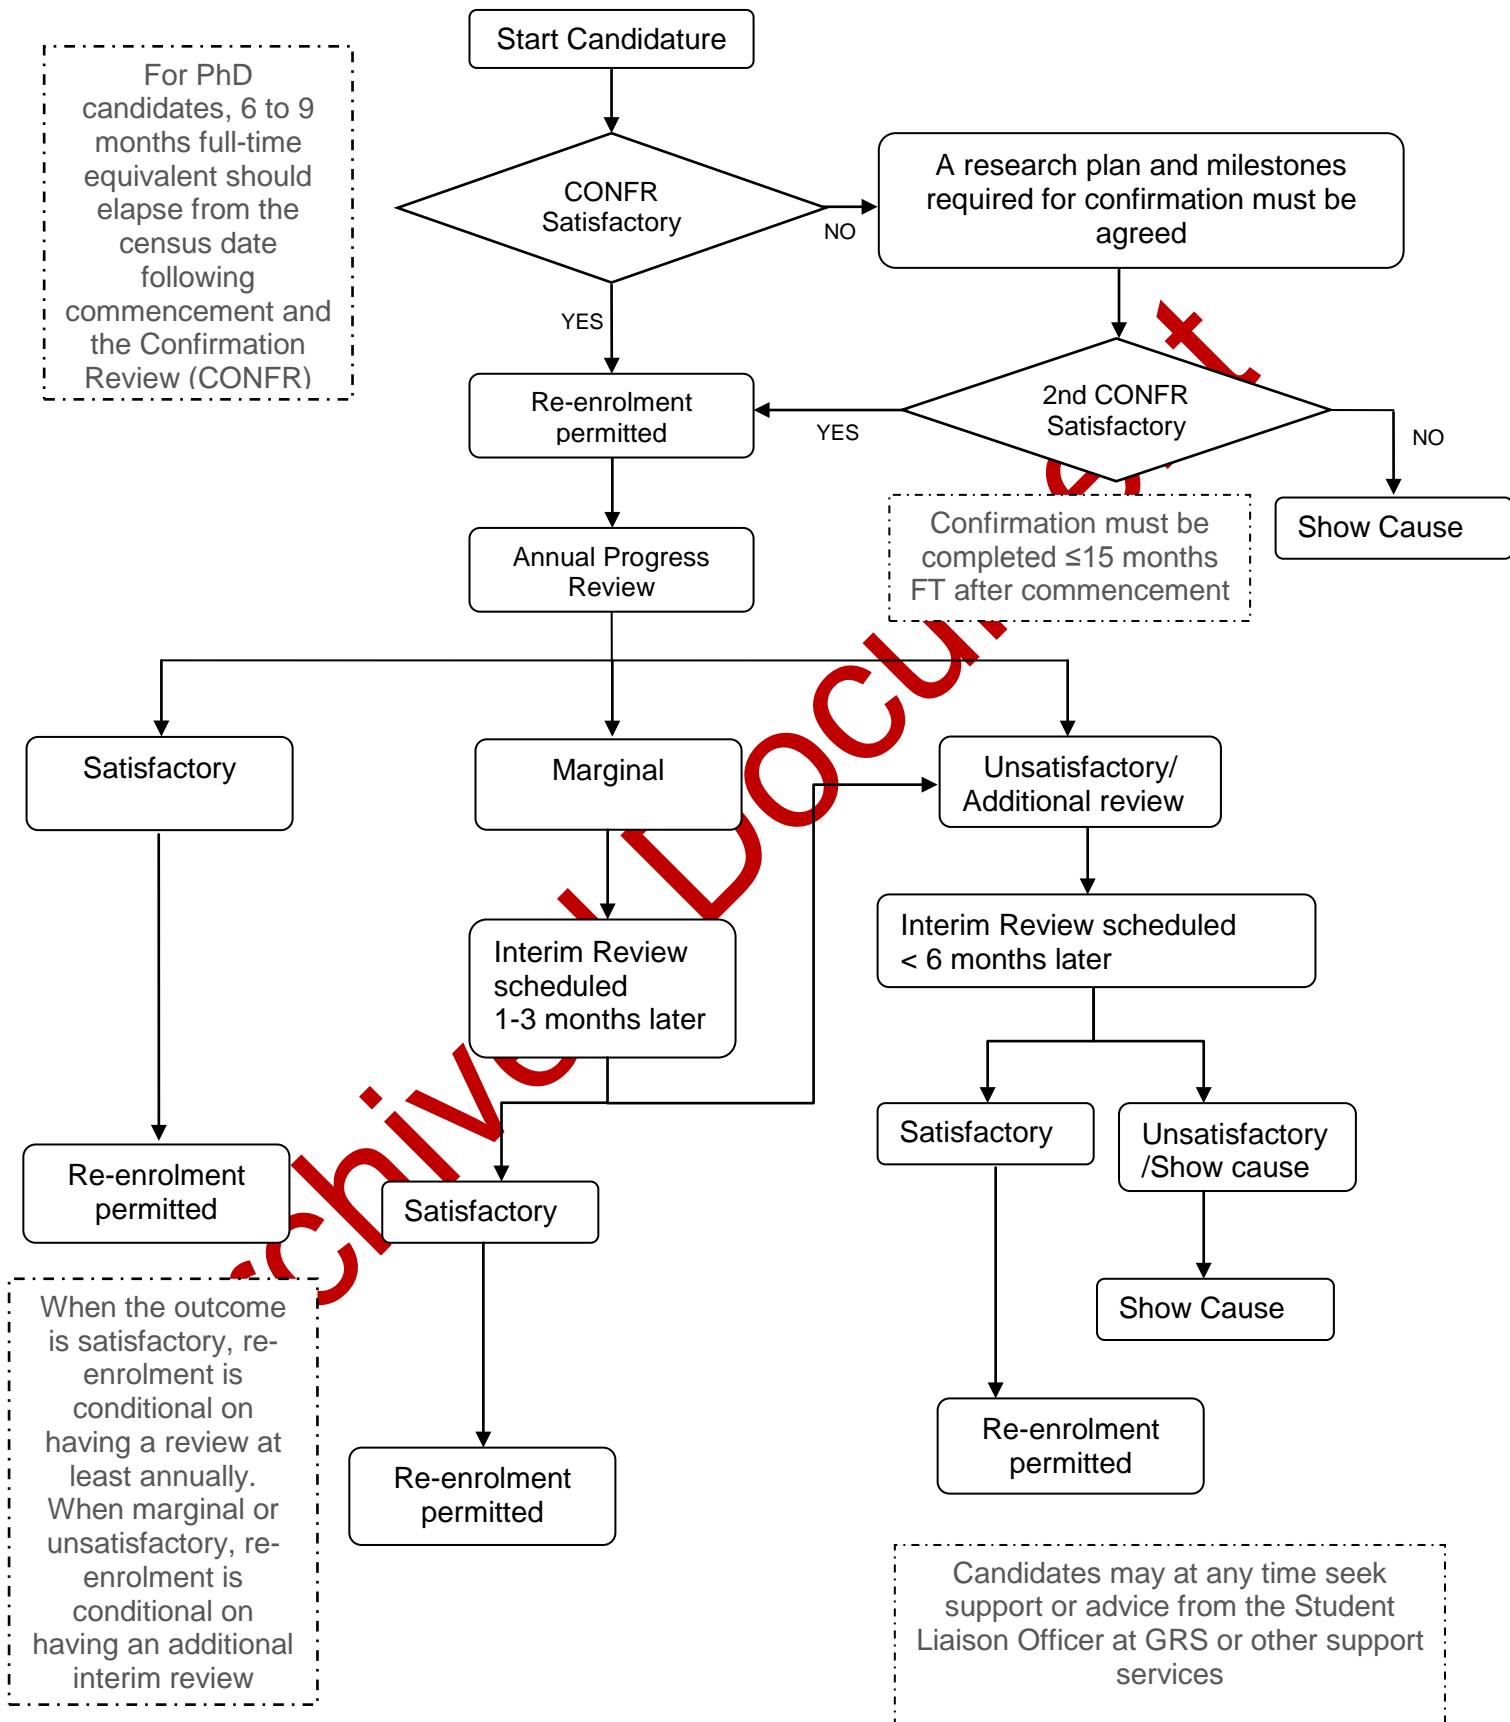 Start Candidature
For PhD
candidates, 6 to 9
months full-time
equivalent should
elapse from the
census date
following
commencement and
the Confirmation
Review (CONFR)
CONFR
Satisfactory
NO
A research plan and milestones
required for confirmation must be
agreed
YES
Re-enrolment
permitted
YES
2nd CONFR
Satisfactory
NO
Show Cause
Confirmation must be
completed ≤15 months
FT after commencement
Annual Progress
Review
Satisfactory
Marginal
Unsatisfactory/
Additional review
Interim Review
scheduled
1-3 months later
Interim Review scheduled
< 6 months later
Satisfactory
Unsatisfactory
/Show cause
Re-enrolment
permitted
Satisfactory
Show Cause
When the outcome
is satisfactory, re-
enrolment is
conditional on
having a review at
least annually.
When marginal or
unsatisfactory, re-
enrolment is
conditional on
having an additional
interim review
Re-enrolment
permitted
Re-enrolment
permitted
Candidates may at any time seek
support or advice from the Student
Liaison Officer at GRS or other support
services